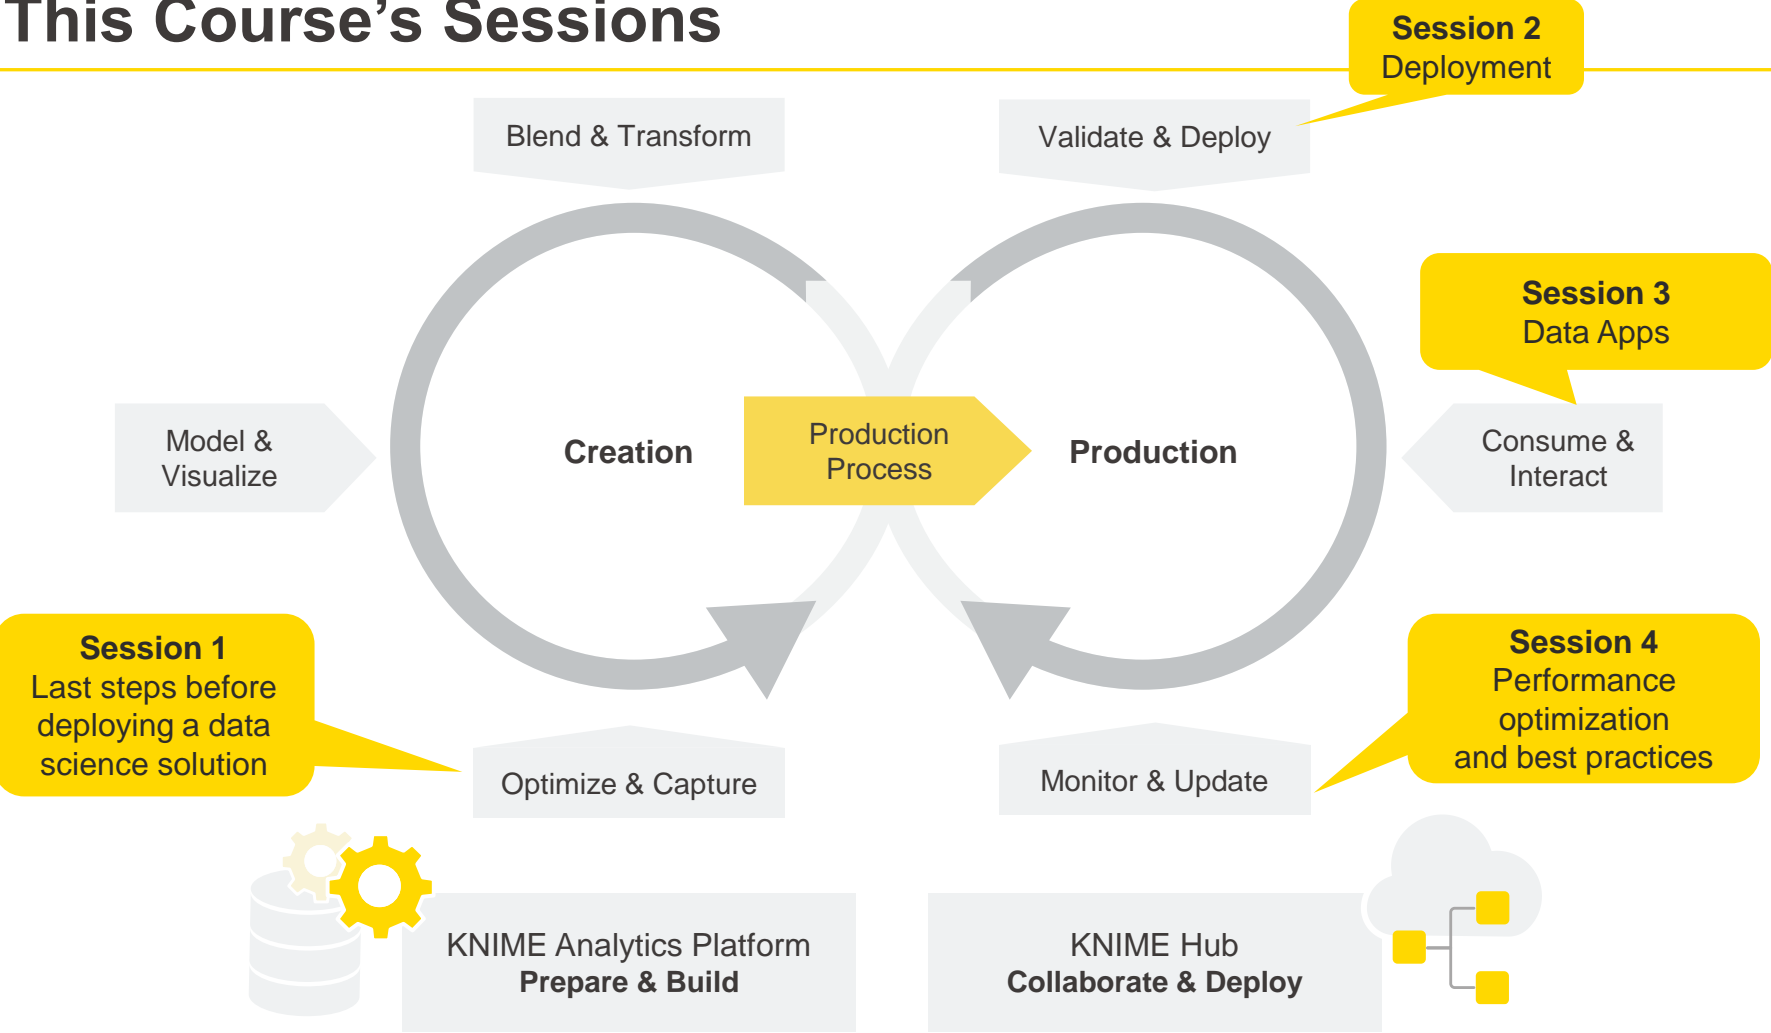 This Course's Sessions
Session 2
Deployment
Blend & Transform
Validate & Deploy
Session 3
Data Apps
Model &
Visualize
Creation
Production
Process
Production
Consume &
Interact
Session 1
Last steps before
deploying a data
science solution
Session 4
Performance
optimization
and best practices
Optimize & Capture
Monitor & Update
KNIME Analytics Platform
Prepare & Build
KNIME Hub
Collaborate & Deploy